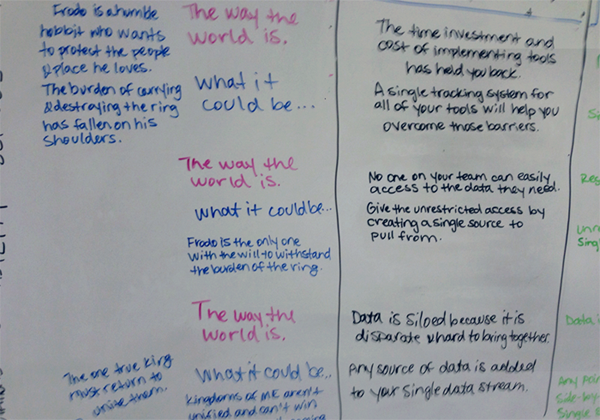 Frodo is a humble
hobbit who wants
to protect the people
& place he loves.
The burden of carrying
& destroying the ring
has fallen on his
shoulders.
The way the
world is.
what it
could be...
The time investment and
cost of implementing tools
has held you back.
A single tracking system for
all of your tools will help you
overcome those barriers.
The way the
world is.
what it could be...
Frodo is the only one
with the will to withstand
the burden of the ring.
No one on your team can easily
access to the data they need.
Give the unrestricted access by
creating a single source to
pull from.
The way the
world is.
what it could be...
The one true king
must return to
unite them.
kingdoms of ME aren't
unified and can't win
Data is siloed because it is
disparate & hard to bring together.
Any source of data is added
to your single data stream.
Data i
Any poin
Side-by-
Single